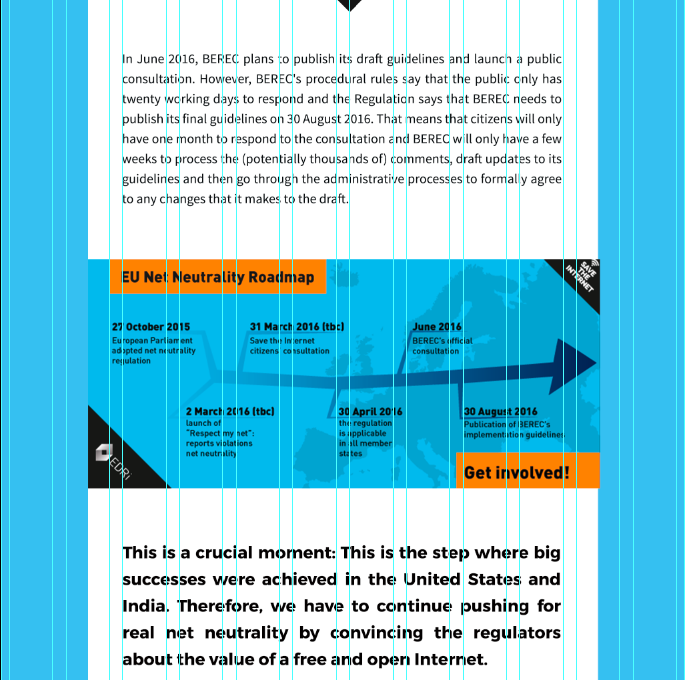 In June 2016, BEREC plans to publish its draft guidelines and launch a public
consultation. However, BEREC's procedural rules say that the public only has
twenty working days to respond and the Regulation says that BEREC needs to
publish its final guidelines on 30 August 2016. That means that citizens will only
have one month to respond to the consultation and BEREC will only have a few
weeks to process the (potentially thousands of) comments, draft updates to its
guidelines and then go through the administrative processes to formally agree
to any changes that it makes to the draft.
EU Net Neutrality Roadmap
SAVE
THE
INTERNET
27 October 2015
European Parliament
adopted net neutrality
regulation
31 March 2016 (tbc)
Save the Internet
citizens consultation
June 2016
BEREC's official
consultation
2 March 2016 (tbc)
launch of
"Respect my net":
reports violations
net neutrality
30 April 2016
the regulation
is applicable
in all member
states
30 August 2016
Publication of BEREC's
implementation guidelines
EDRi
Get involved!
This is a crucial moment: This is the step where big
successes were achieved in the United States and
India. Therefore, we have to continue pushing for
real net neutrality by convincing the regulators
about the value of a free and open Internet.